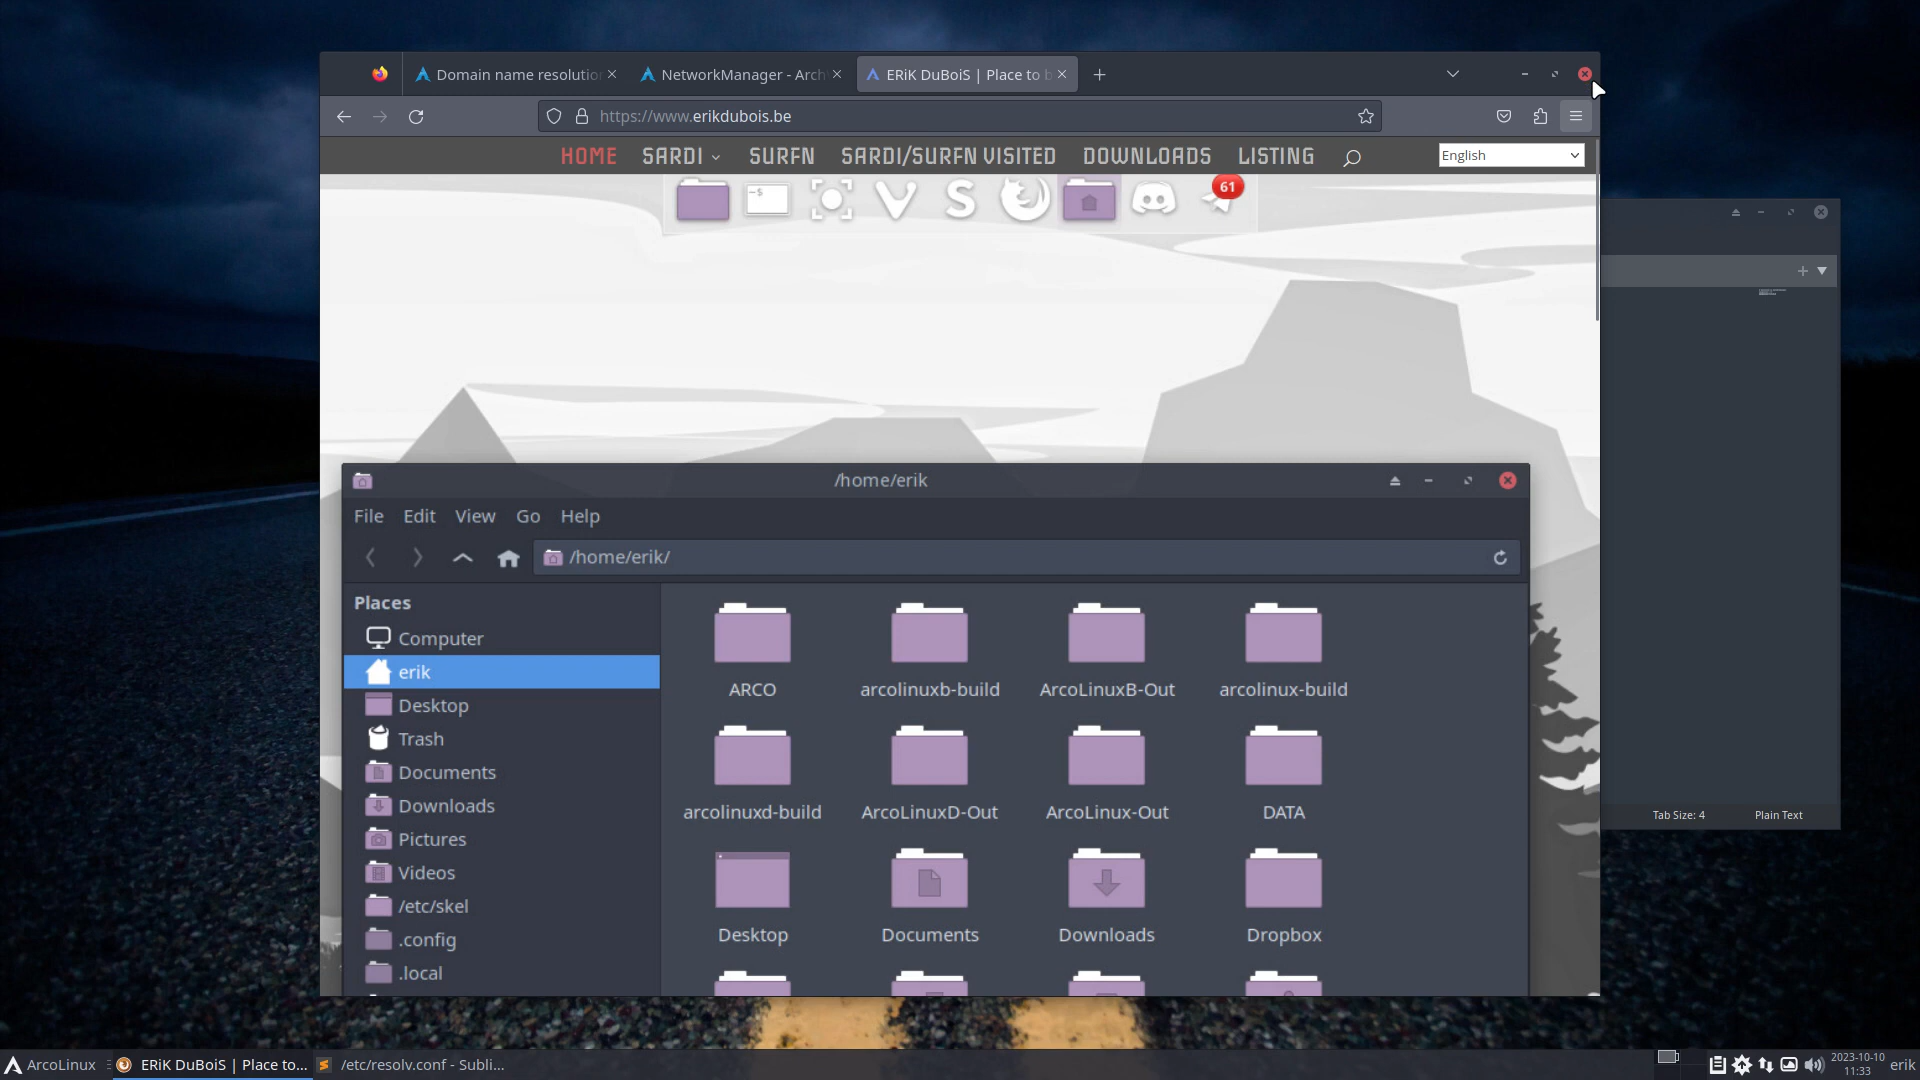 Domain name resolution
NetworkManager - Arch
ERiK DuBoiS | Place to b
https://www.erikdubois.be
HOME
SARDI
SURFN
SARDI/SURFN VISITED
DOWNLOADS
LISTING
English
~$
61
/home/erik
File
Edit
View
Go
Help
/home/erik/
Places
Computer
erik
Desktop
Trash
Documents
Downloads
Pictures
Videos
/etc/skel
.config
.local
ARCO
arcolinuxb-build
ArcoLinuxB-Out
arcolinux-build
arcolinuxd-build
ArcoLinuxD-Out
ArcoLinux-Out
DATA
Desktop
Documents
Downloads
Dropbox
Tab Size: 4
Plain Text
ArcoLinux
ERiK DuBoiS | Place to...
/etc/resolv.conf - Subli...
2023-10-10
11:33
erik